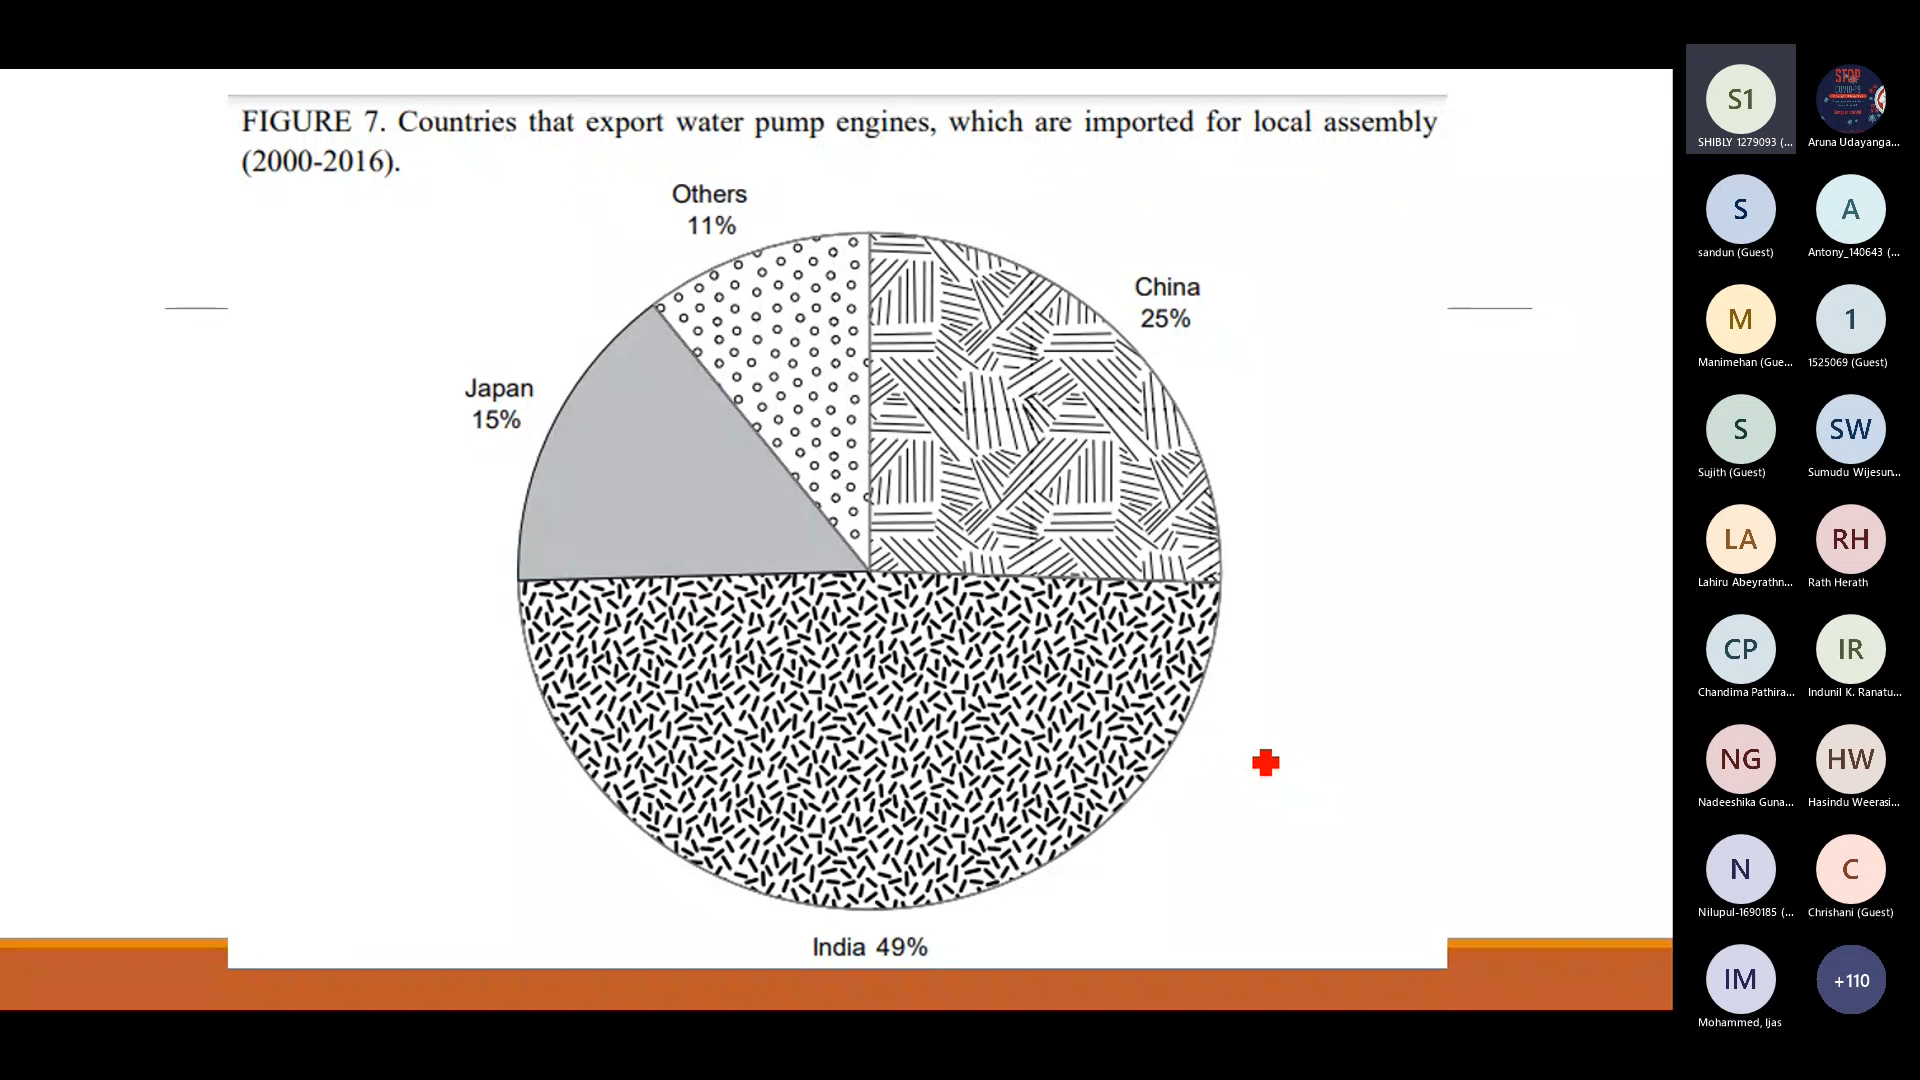 FIGURE 7. Countries that export water pump engines, which are imported for local assembly
(2000-2016).
Others
11%
China
25%
Japan
15%
India 49%
S1
SHIBLY 1279093 (...
STOP
COVID-19
Aruna Udayanga...
S
sandun (Guest)
A
Antony_140643 (...
M
Manimehan (Gue...
1
1525069 (Guest)
S
Sujith (Guest)
SW
Sumudu Wijesun...
LA
Lahiru Abeyrathn...
RH
Rath Herath
CP
Chandima Pathira...
IR
Indunil K. Ranatu...
NG
Nadeeshika Guna...
HW
Hasindu Weerasi...
N
Nilupul-1690185 (...
C
Chrishani (Guest)
IM
Mohammed, Ijas
+110